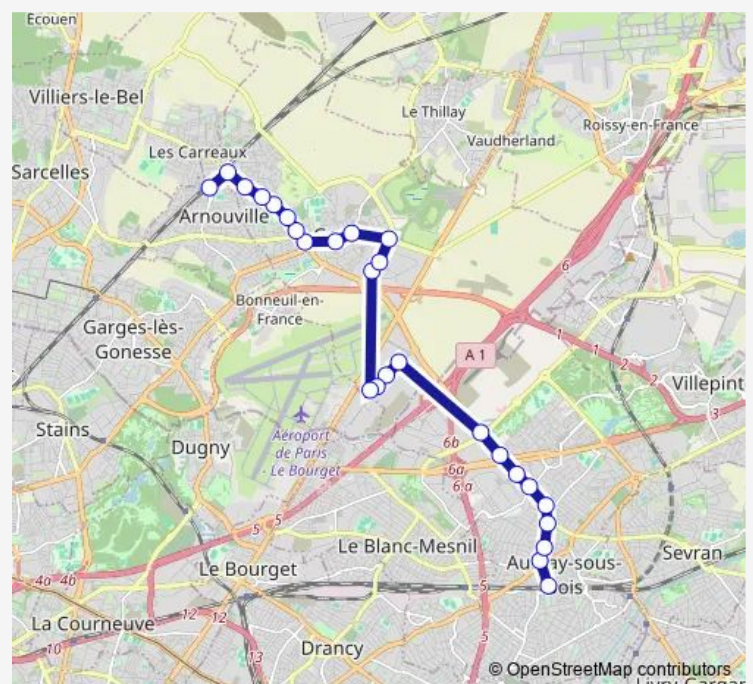 Écouen
Villiers-le-Bel
Le Thillay
Roissy-en-France
Vaudherland
Les Carreaux
Sarcelles
Arnouville
6
Bonneuil-en-
France
Garges-lès-
Gonesse
A 1
1
1
2
2
Villepint
3
Stains
Dugny
Aéroport
de Paris
- Le Bourget
6b
6a
6.a
5
5
Le Blanc-Mesnil
Sevran
Le Bourget
4a
4b
5
La Courneuve
12
12
10
13
5
Drancy
© OpenStreetMap contributors